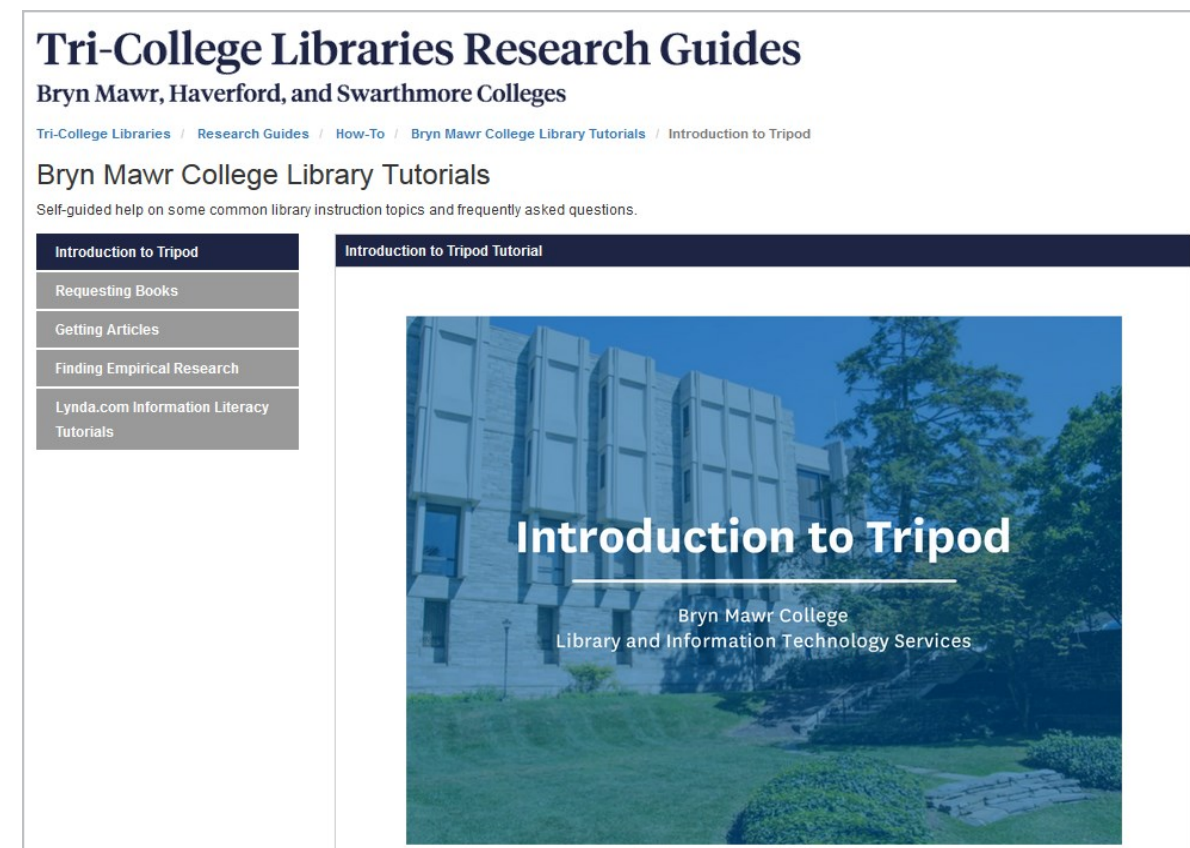 Tri-College Libraries Research Guides
Bryn Mawr, Haverford, and Swarthmore Colleges
Tri-College Libraries / Research Guides / How-To / Bryn Mawr College Library Tutorials / Introduction to Tripod
Bryn Mawr College Library Tutorials
Self-guided help on some common library instruction topics and frequently asked questions.
Introduction to Tripod
Requesting Books
Getting Articles
Finding Empirical Research
Lynda.com Information Literacy
Tutorials
Introduction to Tripod Tutorial
Introduction to Tripod
Bryn Mawr College
Library and Information Technology Services